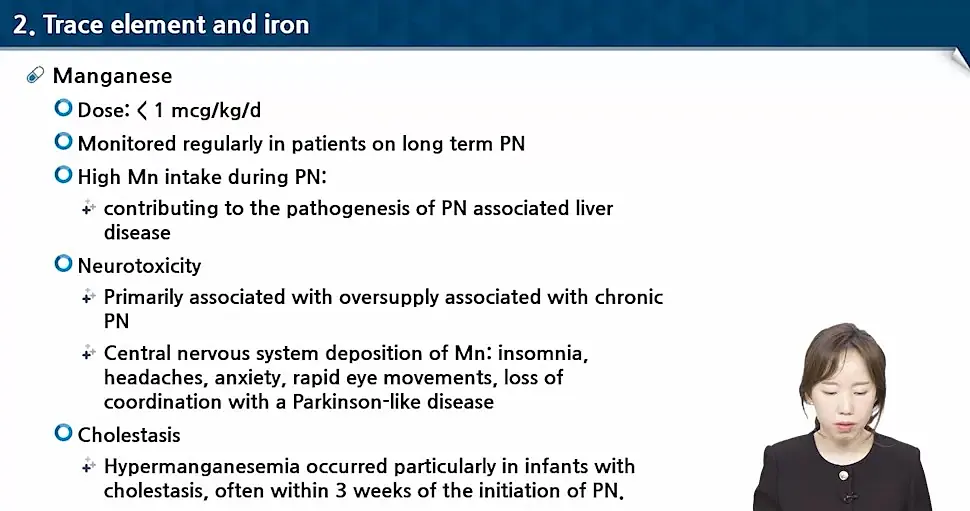 2. Trace element and iron
Manganese
Dose: < 1 mcg/kg/d
Monitored regularly in patients on long term PN
High Mn intake during PN:
contributing to the pathogenesis of PN associated liver
disease
Neurotoxicity
Primarily associated with oversupply associated with chronic
PN
Central nervous system deposition of Mn: insomnia,
headaches, anxiety, rapid eye movements, loss of
coordination with a Parkinson-like disease
Cholestasis
Hypermanganesemia occurred particularly in infants with
cholestasis, often within 3 weeks of the initiation of PN.